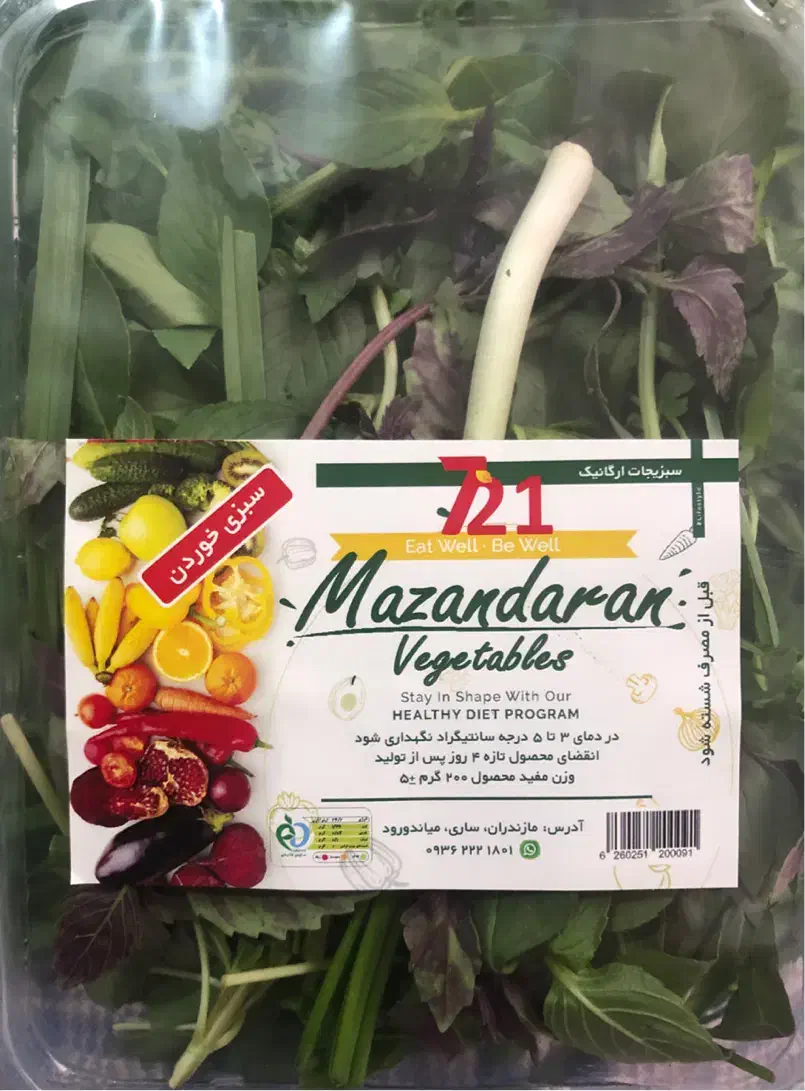 سبزیجات ارگانیک
721
Eat Well · Be Well
سبزی خوردن
Mazandaran
Vegetables
#Lifestyle
قبل از مصرف شسته شود
Stay In Shape With Our
HEALTHY DIET PROGRAM
در دمای ۳ تا ۵ درجه سانتیگراد نگهداری شود
انقضای محصول تازه ۴ روز پس از تولید
وزن مفید محصول ۲۰۰ گرم ±۵
آدرس: مازندران، ساری، میاندورود
۰۹۳۶ ۲۲۲ ۱۸۰۱
6 260251 200091